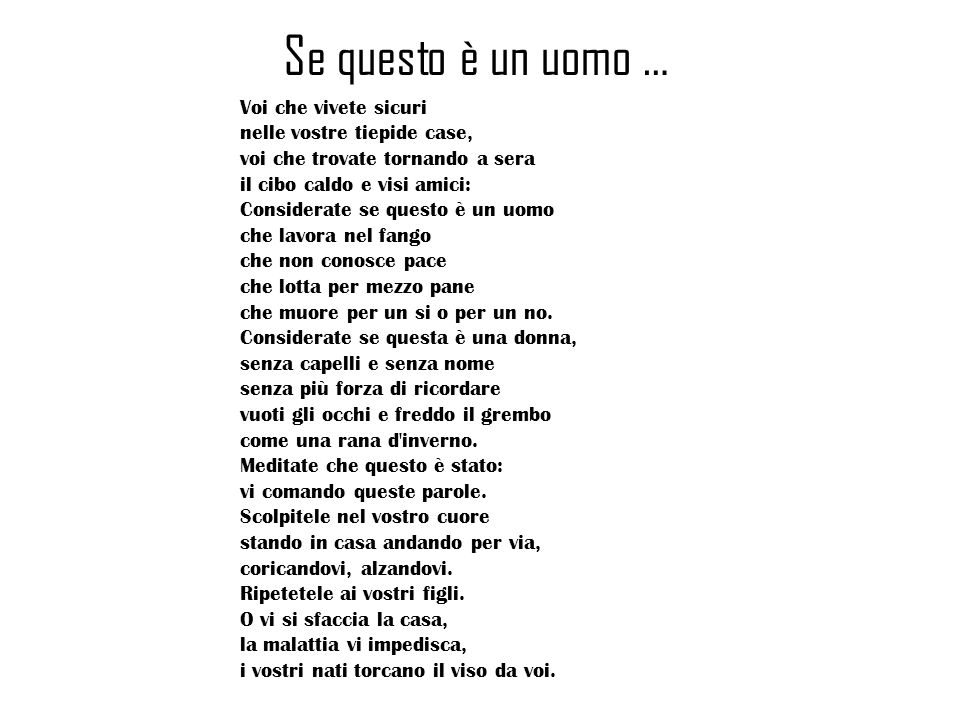 Se questo è un uomo ...
Voi che vivete sicuri
nelle vostre tiepide case,
voi che trovate tornando a sera
il cibo caldo e visi amici:
Considerate se questo è un uomo
che lavora nel fango
che non conosce pace
che lotta per mezzo pane
che muore per un si o per un no.
Considerate se questa è una donna,
senza capelli e senza nome
senza più forza di ricordare
vuoti gli occhi e freddo il grembo
come una rana d'inverno.
Meditate che questo è stato:
vi comando queste parole.
Scolpitele nel vostro cuore
stando in casa andando per via,
coricandovi, alzandovi.
Ripetetele ai vostri figli.
O vi si sfaccia la casa,
la malattia vi impedisca,
i vostri nati torcano il viso da voi.